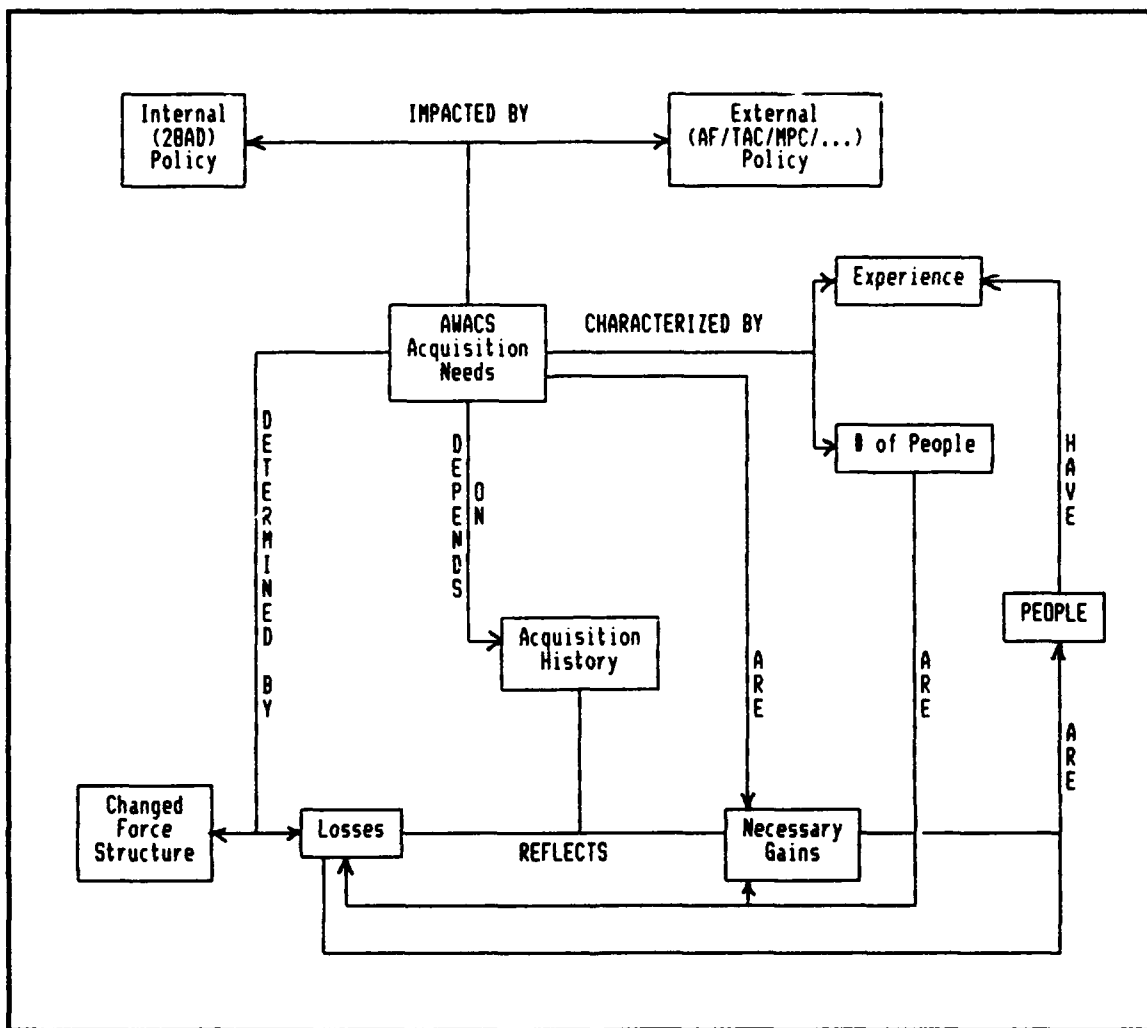 Internal
(28AD)
Policy
IMPACTED BY
External
(AF/TAC/MPC/...)
Policy
Experience
AWACS
Acquisition
Needs
CHARACTERIZED BY
# of People
DETERMINED BY
DEPENDS
ON
HAVE
PEOPLE
Acquisition
History
ARE
ARE
ARE
Changed
Force
Structure
Losses
REFLECTS
Necessary
Gains